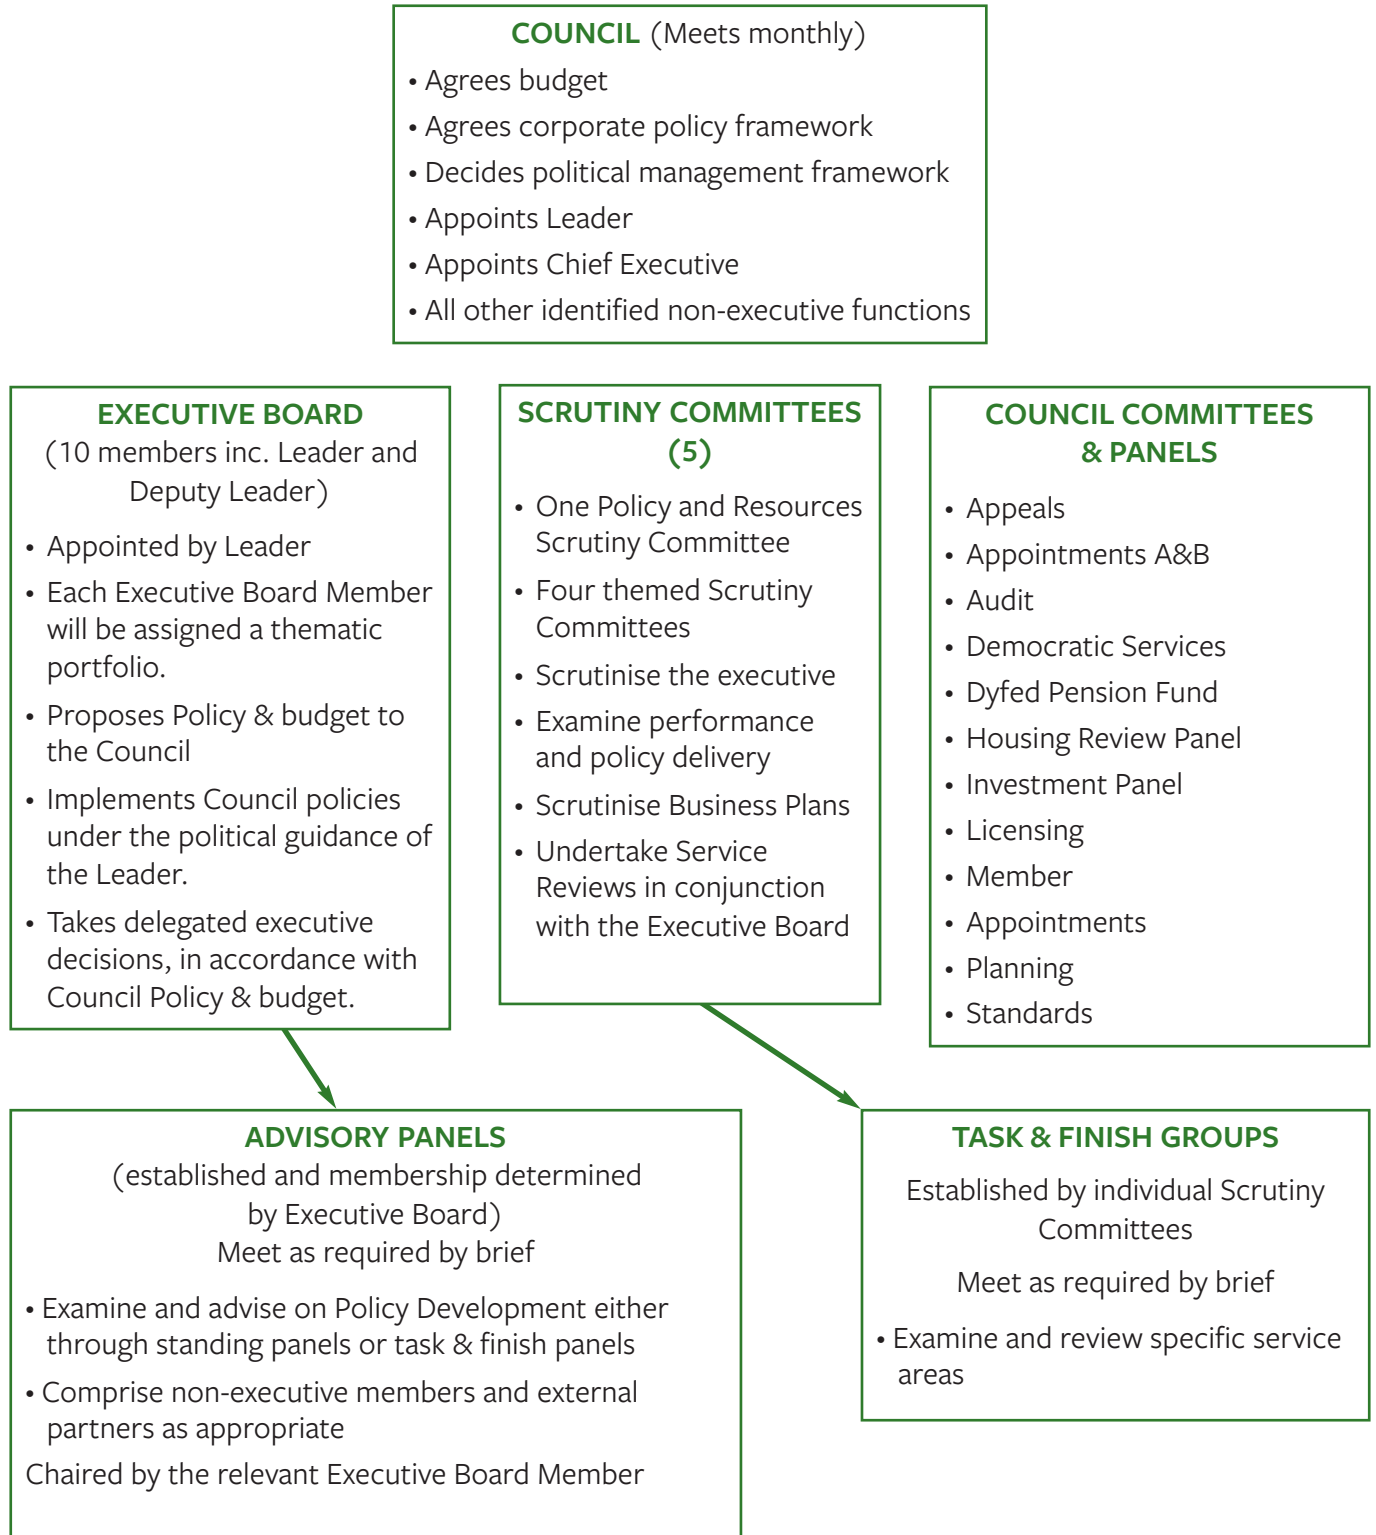 COUNCIL (Meets monthly)
• Agrees budget
• Agrees corporate policy framework
• Decides political management framework
• Appoints Leader
• Appoints Chief Executive
• All other identified non-executive functions
EXECUTIVE BOARD
(10 members inc. Leader and
Deputy Leader)
• Appointed by Leader
• Each Executive Board Member
will be assigned a thematic
portfolio.
• Proposes Policy & budget to
the Council
• Implements Council policies
under the political guidance of
the Leader.
• Takes delegated executive
decisions, in accordance with
Council Policy & budget.
SCRUTINY COMMITTEES
(5)
• One Policy and Resources
Scrutiny Committee
• Four themed Scrutiny
Committees
• Scrutinise the executive
• Examine performance
and policy delivery
• Scrutinise Business Plans
• Undertake Service
Reviews in conjunction
with the Executive Board
COUNCIL COMMITTEES
& PANELS
• Appeals
• Appointments A&B
• Audit
• Democratic Services
• Dyfed Pension Fund
• Housing Review Panel
• Investment Panel
• Licensing
• Member
• Appointments
• Planning
• Standards
ADVISORY PANELS
(established and membership determined
by Executive Board)
Meet as required by brief
• Examine and advise on Policy Development either
through standing panels or task & finish panels
• Comprise non-executive members and external
partners as appropriate
Chaired by the relevant Executive Board Member
TASK & FINISH GROUPS
Established by individual Scrutiny
Committees
Meet as required by brief
• Examine and review specific service
areas